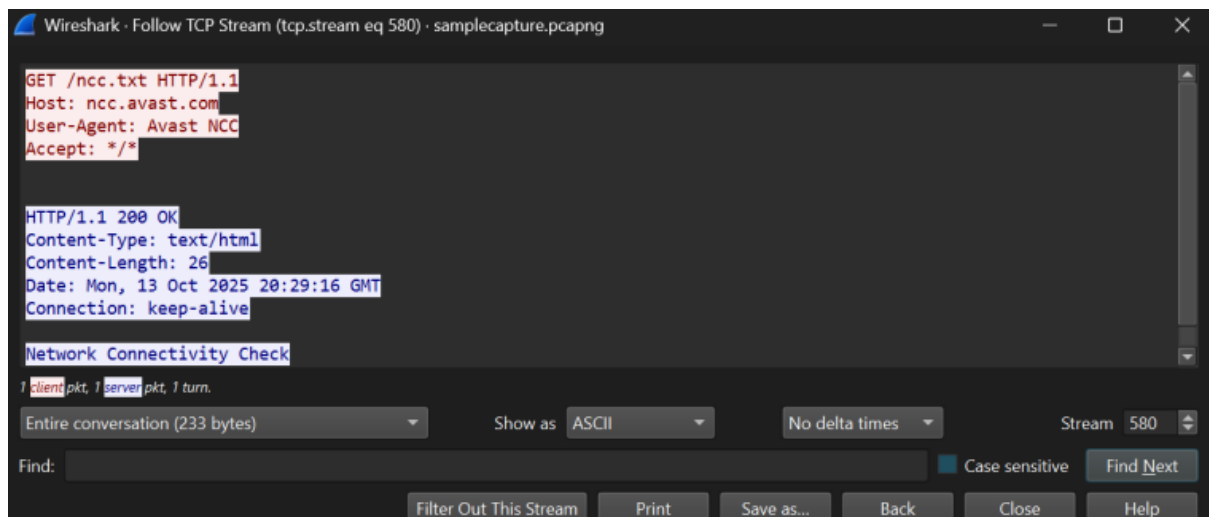 Wireshark · Follow TCP Stream (tcp.stream eq 580) · samplecapture.pcapng
GET /ncc.txt HTTP/1.1
Host: ncc.avast.com
User-Agent: Avast NCC
Accept: */*
HTTP/1.1 200 OK
Content-Type: text/html
Content-Length: 26
Date: Mon, 13 Oct 2025 20:29:16 GMT
Connection: keep-alive
Network Connectivity Check
1 client pkt, 1 server pkt, 1 turn.
Entire conversation (233 bytes) Show as ASCII No delta times Stream 580
Find: Case sensitive Find Next
Filter Out This Stream Print Save as... Back Close Help